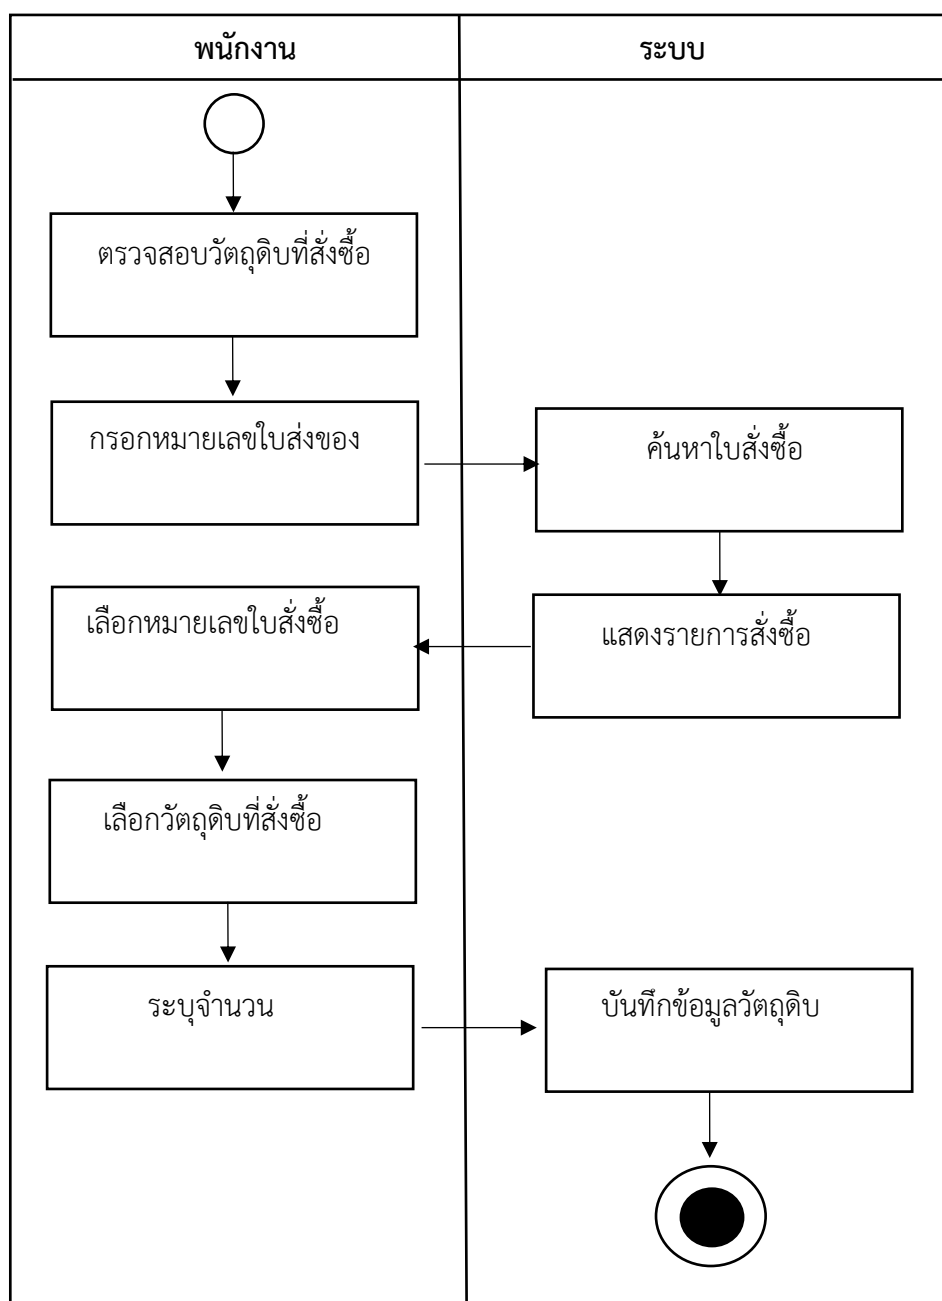 พนักงาน
ระบบ
ตรวจสอบวัตถุดิบที่สั่งซื้อ
กรอกหมายเลขใบส่งของ
ค้นหาใบสั่งซื้อ
แสดงรายการสั่งซื้อ
เลือกหมายเลขใบสั่งซื้อ
เลือกวัตถุดิบที่สั่งซื้อ
ระบุจำนวน
บันทึกข้อมูลวัตถุดิบ